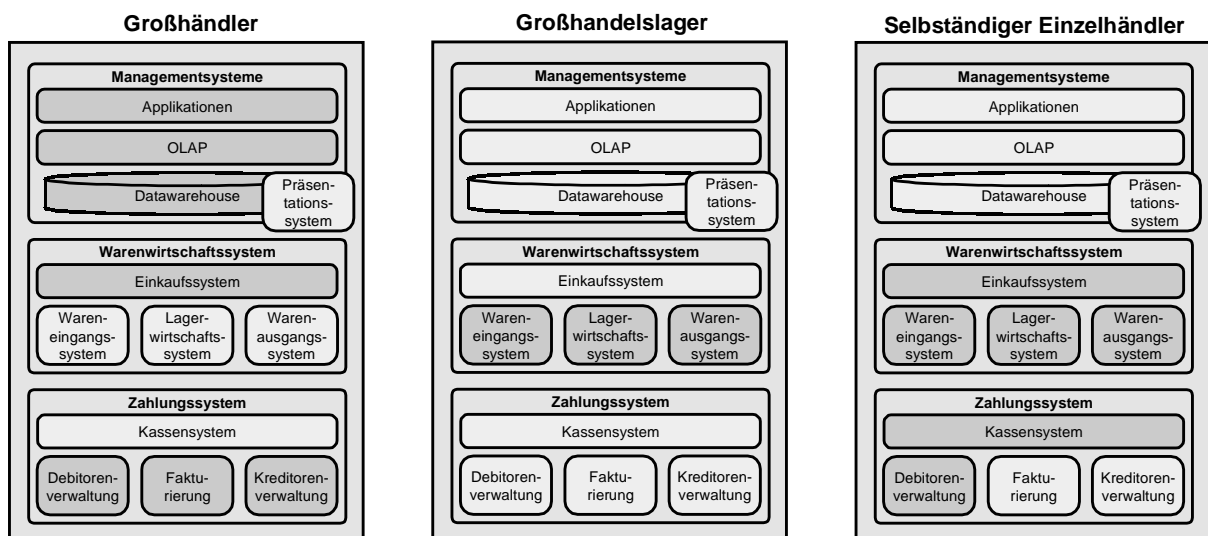 Großhändler
Managementsysteme
Applikationen
OLAP
Datawarehouse
Präsen-
tations-
system
Warenwirtschaftssystem
Einkaufssystem
Waren-
eingangs-
system
Lager-
wirtschafts-
system
Waren-
ausgangs-
system
Zahlungssystem
Kassensystem
Debitoren-
verwaltung
Faktu-
rierung
Kreditoren-
verwaltung
Großhandelslager
Managementsysteme
Applikationen
OLAP
Datawarehouse
Präsen-
tations-
system
Warenwirtschaftssystem
Einkaufssystem
Waren-
eingangs-
system
Lager-
wirtschafts-
system
Waren-
ausgangs-
system
Zahlungssystem
Kassensystem
Debitoren-
verwaltung
Faktu-
rierung
Kreditoren-
verwaltung
Selbständiger Einzelhändler
Managementsysteme
Applikationen
OLAP
Datawarehouse
Präsen-
tations-
system
Warenwirtschaftssystem
Einkaufssystem
Waren-
eingangs-
system
Lager-
wirtschafts-
system
Waren-
ausgangs-
system
Zahlungssystem
Kassensystem
Debitoren-
verwaltung
Faktu-
rierung
Kreditoren-
verwaltung